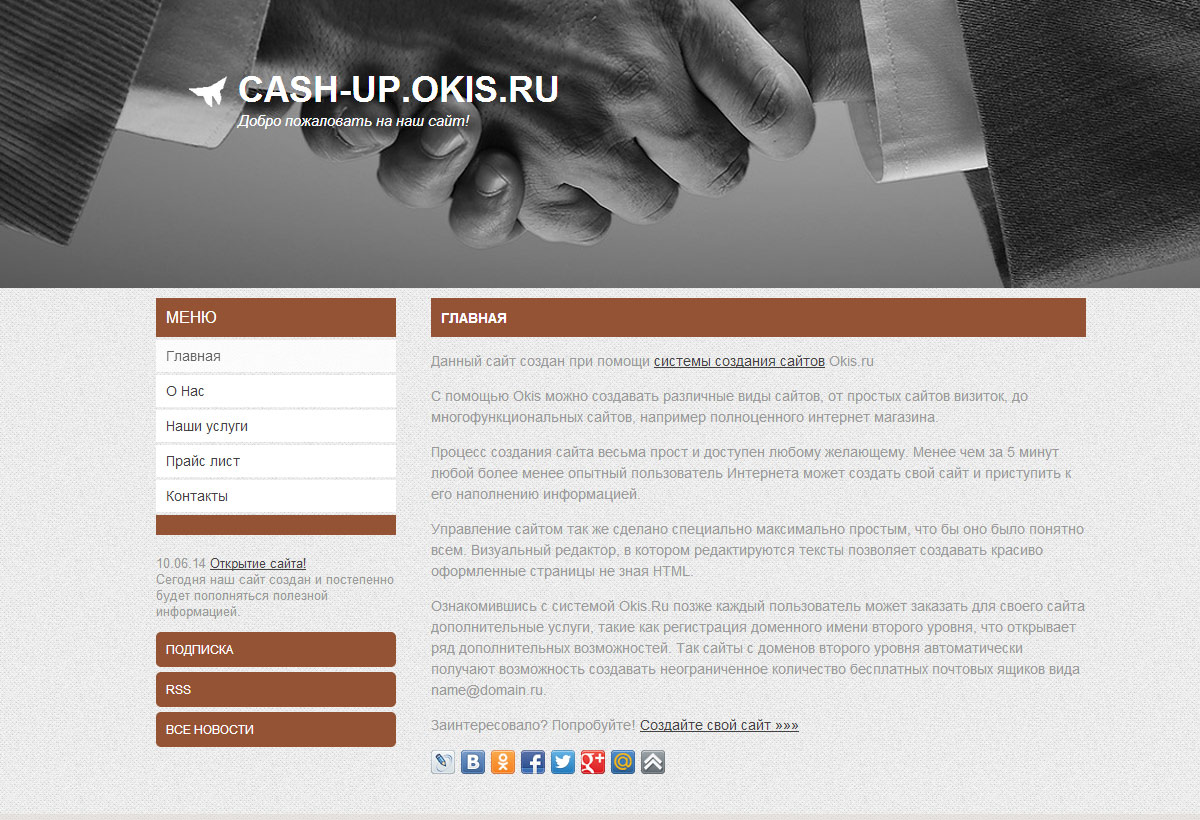 CASH-UP.OKIS.RU
Добро пожаловать на наш сайт!
МЕНЮ
Главная
О Нас
Наши услуги
Прайс лист
Контакты
10.06.14 Открытие сайта!
Сегодня наш сайт создан и постепенно
будет пополняться полезной
информацией.
ПОДПИСКА
RSS
ВСЕ НОВОСТИ
ГЛАВНАЯ
Данный сайт создан при помощи системы создания сайтов Okis.ru
С помощью Okis можно создавать различные виды сайтов, от простых сайтов визиток, до
многофункциональных сайтов, например полноценного интернет магазина.
Процесс создания сайта весьма прост и доступен любому желающему. Менее чем за 5 минут
любой более менее опытный пользователь Интернета может создать свой сайт и приступить к
его наполнению информацией.
Управление сайтом так же сделано специально максимально простым, что бы оно было понятно
всем. Визуальный редактор, в котором редактируются тексты позволяет создавать красиво
оформленные страницы не зная HTML.
Ознакомившись с системой Okis.Ru позже каждый пользователь может заказать для своего сайта
дополнительные услуги, такие как регистрация доменного имени второго уровня, что открывает
ряд дополнительных возможностей. Так сайты с доменов второго уровня автоматически
получают возможность создавать неограниченное количество бесплатных почтовых ящиков вида
name@domain.ru.
Заинтересовало? Попробуйте! Создайте свой сайт »»»